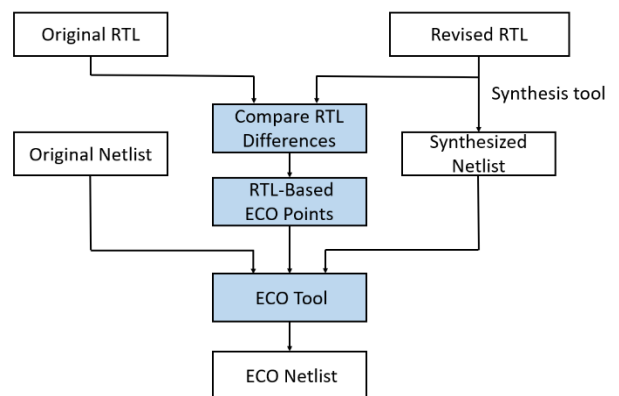 Original RTL
Revised RTL
Synthesis tool
Compare RTL
Differences
Original Netlist
Synthesized
Netlist
RTL-Based
ECO Points
ECO Tool
ECO Netlist